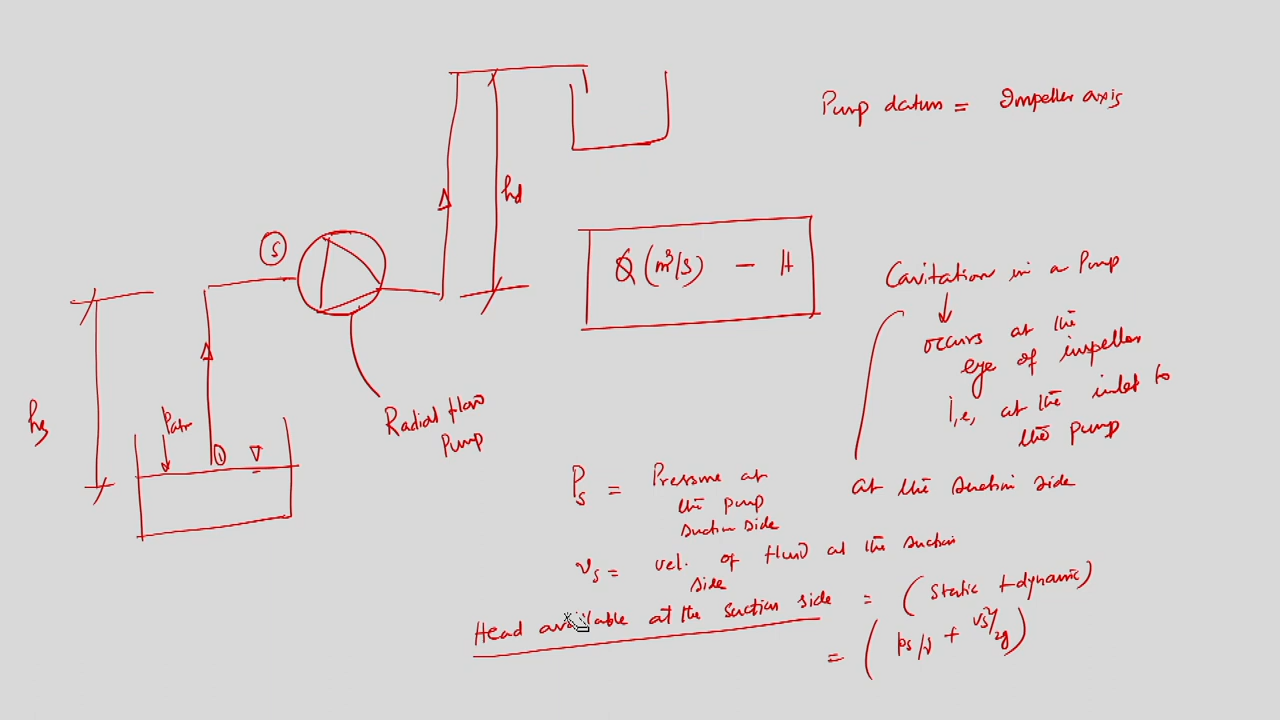 Pump datum = Impeller axis
hd
S
Q (m³/s) - H
Cavitation in a Pump
occurs at the
eye of impeller
i,e, at the inlet to
the pump
at the suction side
hs
Patm
1
Radial flow
Pump
Ps = Pressure at
the pump
suction side
vs = vel. of fluid at the suction
side
Head available at the suction side = (static + dynamic)
= (ps/γ + vs²/2g)